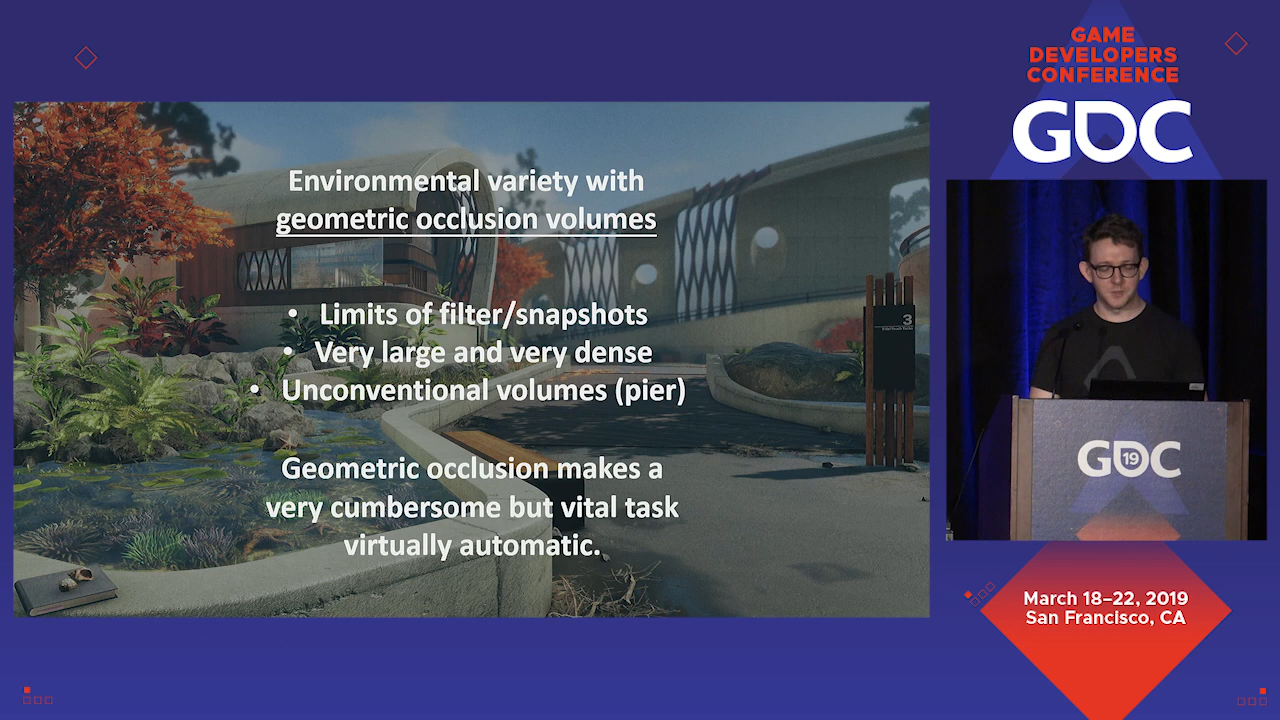 GAME
DEVELOPERS
CONFERENCE
GDC
Environmental variety with
geometric occlusion volumes
• Limits of filter/snapshots
• Very large and very dense
• Unconventional volumes (pier)
Geometric occlusion makes a
very cumbersome but vital task
virtually automatic.
3
GDC
19
March 18–22, 2019
San Francisco, CA